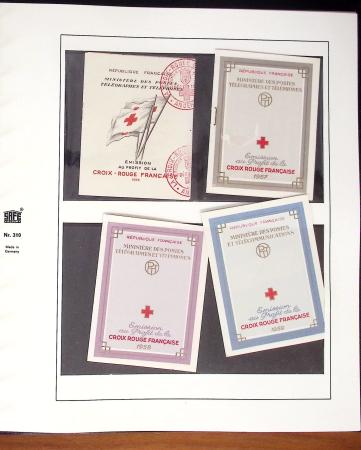 RÉPUBLIQUE FRANÇAISE
MINISTÈRE DES POSTES
TÉLÉGRAPHES ET TÉLÉPHONES
ÉMISSION
AU PROFIT DE LA
CROIX-ROUGE FRANÇAISE
RÉPUBLIQUE FRANÇAISE
MINISTÈRE DES POSTES
TÉLÉGRAPHES ET TÉLÉPHONES
Emission
au Profit de la
CROIX ROUGE FRANÇAISE
1957
SAFE
Nr. 310
Made in
Germany
RÉPUBLIQUE FRANÇAISE
MINISTÈRE DES POSTES
TÉLÉGRAPHES ET TÉLÉPHONES
Emission
au Profit de la
CROIX ROUGE FRANÇAISE
1958
RÉPUBLIQUE FRANÇAISE
MINISTÈRE DES POSTES
ET TÉLÉCOMMUNICATIONS
Emission
au Profit de la
CROIX ROUGE FRANÇAISE
1959